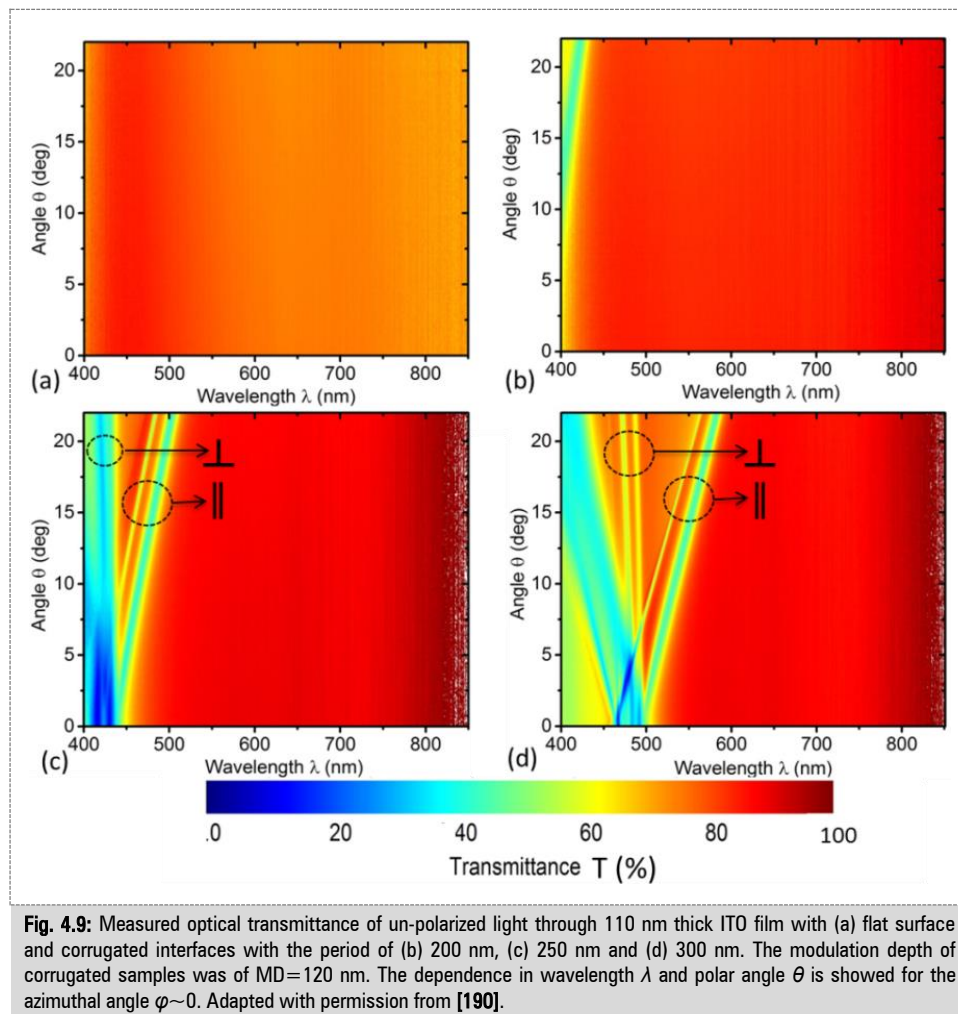 20
15
10
5
0
Angle θ (deg)
400 500 600 700 800
(a) Wavelength λ (nm)
20
15
10
5
0
Angle θ (deg)
400 500 600 700 800
(b) Wavelength λ (nm)
20
15
10
5
0
Angle θ (deg)
⊥
||
400 500 600 700 800
(c) Wavelength λ (nm)
20
15
10
5
0
Angle θ (deg)
⊥
||
400 500 600 700 800
(d) Wavelength λ (nm)
.0 20 40 60 80 100
Transmittance T (%)
Fig. 4.9: Measured optical transmittance of un-polarized light through 110 nm thick ITO film with (a) flat surface
and corrugated interfaces with the period of (b) 200 nm, (c) 250 nm and (d) 300 nm. The modulation depth of
corrugated samples was of MD=120 nm. The dependence in wavelength λ and polar angle θ is showed for the
azimuthal angle φ~0. Adapted with permission from [190].